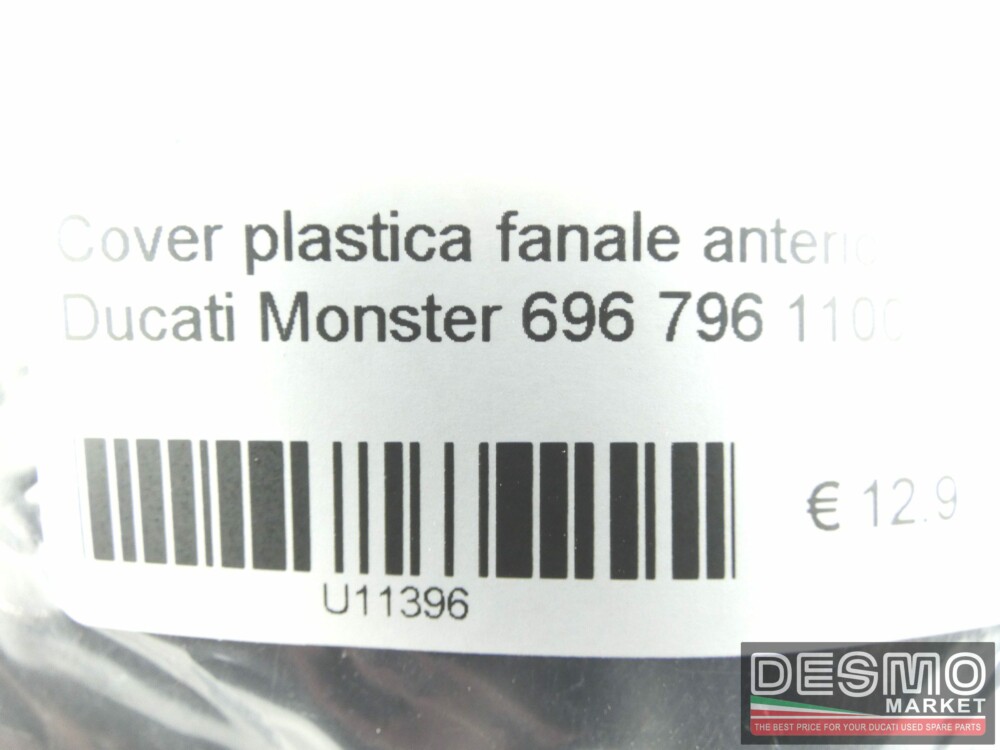 Cover plastica fanale anterio
Ducati Monster 696 796 1100
€ 12.9
U11396
DESMO
MARKET
THE BEST PRICE FOR YOUR DUCATI USED SPARE PARTS